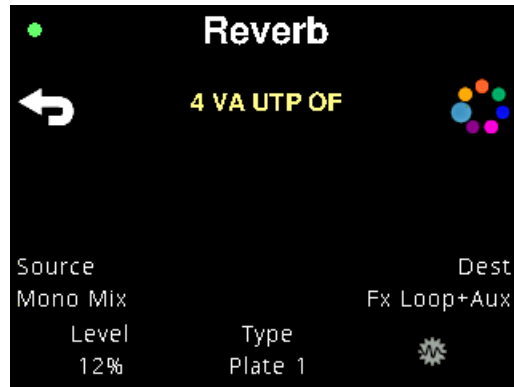 Reverb
4 VA UTP OF
Source
Dest
Mono Mix
Fx Loop+Aux
Level
Type
12%
Plate 1